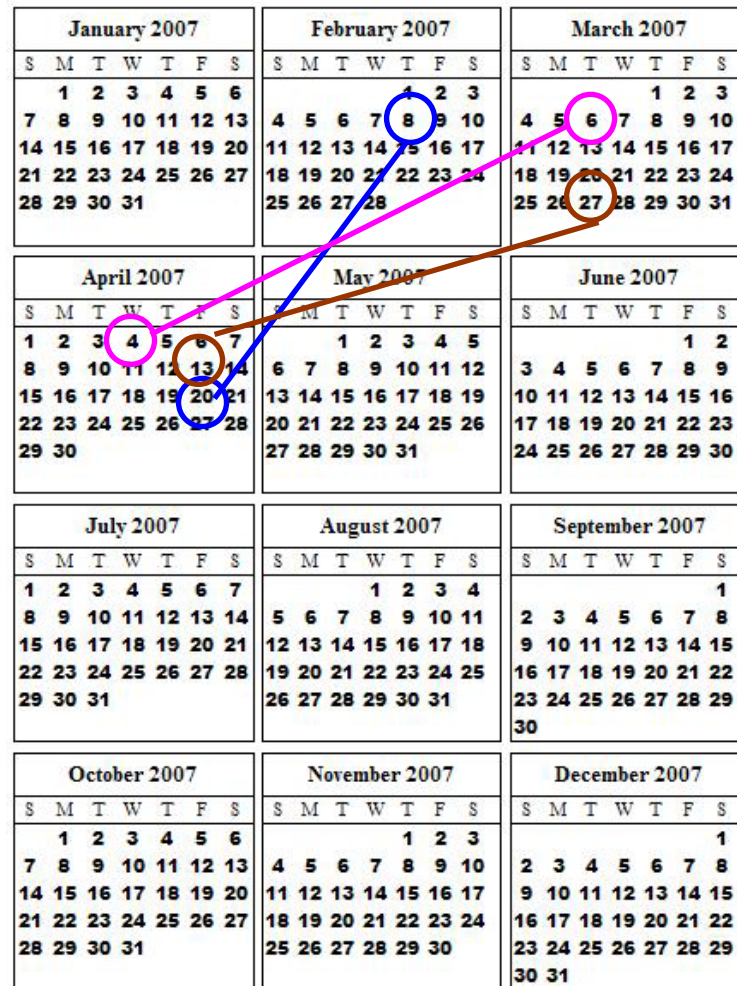 January 2007
S M T W T F S
1 2 3 4 5 6
7 8 9 10 11 12 13
14 15 16 17 18 19 20
21 22 23 24 25 26 27
28 29 30 31
February 2007
S M T W T F S
1 2 3
4 5 6 7 8 9 10
11 12 13 14 15 16 17
18 19 20 21 22 23 24
25 26 27 28
March 2007
S M T W T F S
1 2 3
4 5 6 7 8 9 10
11 12 13 14 15 16 17
18 19 20 21 22 23 24
25 26 27 28 29 30 31
April 2007
S M T W T F S
1 2 3 4 5 6 7
8 9 10 11 12 13 14
15 16 17 18 19 20 21
22 23 24 25 26 27 28
29 30
May 2007
S M T W T F S
1 2 3 4 5
6 7 8 9 10 11 12
13 14 15 16 17 18 19
20 21 22 23 24 25 26
27 28 29 30 31
June 2007
S M T W T F S
1 2
3 4 5 6 7 8 9
10 11 12 13 14 15 16
17 18 19 20 21 22 23
24 25 26 27 28 29 30
July 2007
S M T W T F S
1 2 3 4 5 6 7
8 9 10 11 12 13 14
15 16 17 18 19 20 21
22 23 24 25 26 27 28
29 30 31
August 2007
S M T W T F S
1 2 3 4
5 6 7 8 9 10 11
12 13 14 15 16 17 18
19 20 21 22 23 24 25
26 27 28 29 30 31
September 2007
S M T W T F S
1
2 3 4 5 6 7 8
9 10 11 12 13 14 15
16 17 18 19 20 21 22
23 24 25 26 27 28 29
30
October 2007
S M T W T F S
1 2 3 4 5 6
7 8 9 10 11 12 13
14 15 16 17 18 19 20
21 22 23 24 25 26 27
28 29 30 31
November 2007
S M T W T F S
1 2 3
4 5 6 7 8 9 10
11 12 13 14 15 16 17
18 19 20 21 22 23 24
25 26 27 28 29 30
December 2007
S M T W T F S
1
2 3 4 5 6 7 8
9 10 11 12 13 14 15
16 17 18 19 20 21 22
23 24 25 26 27 28 29
30 31